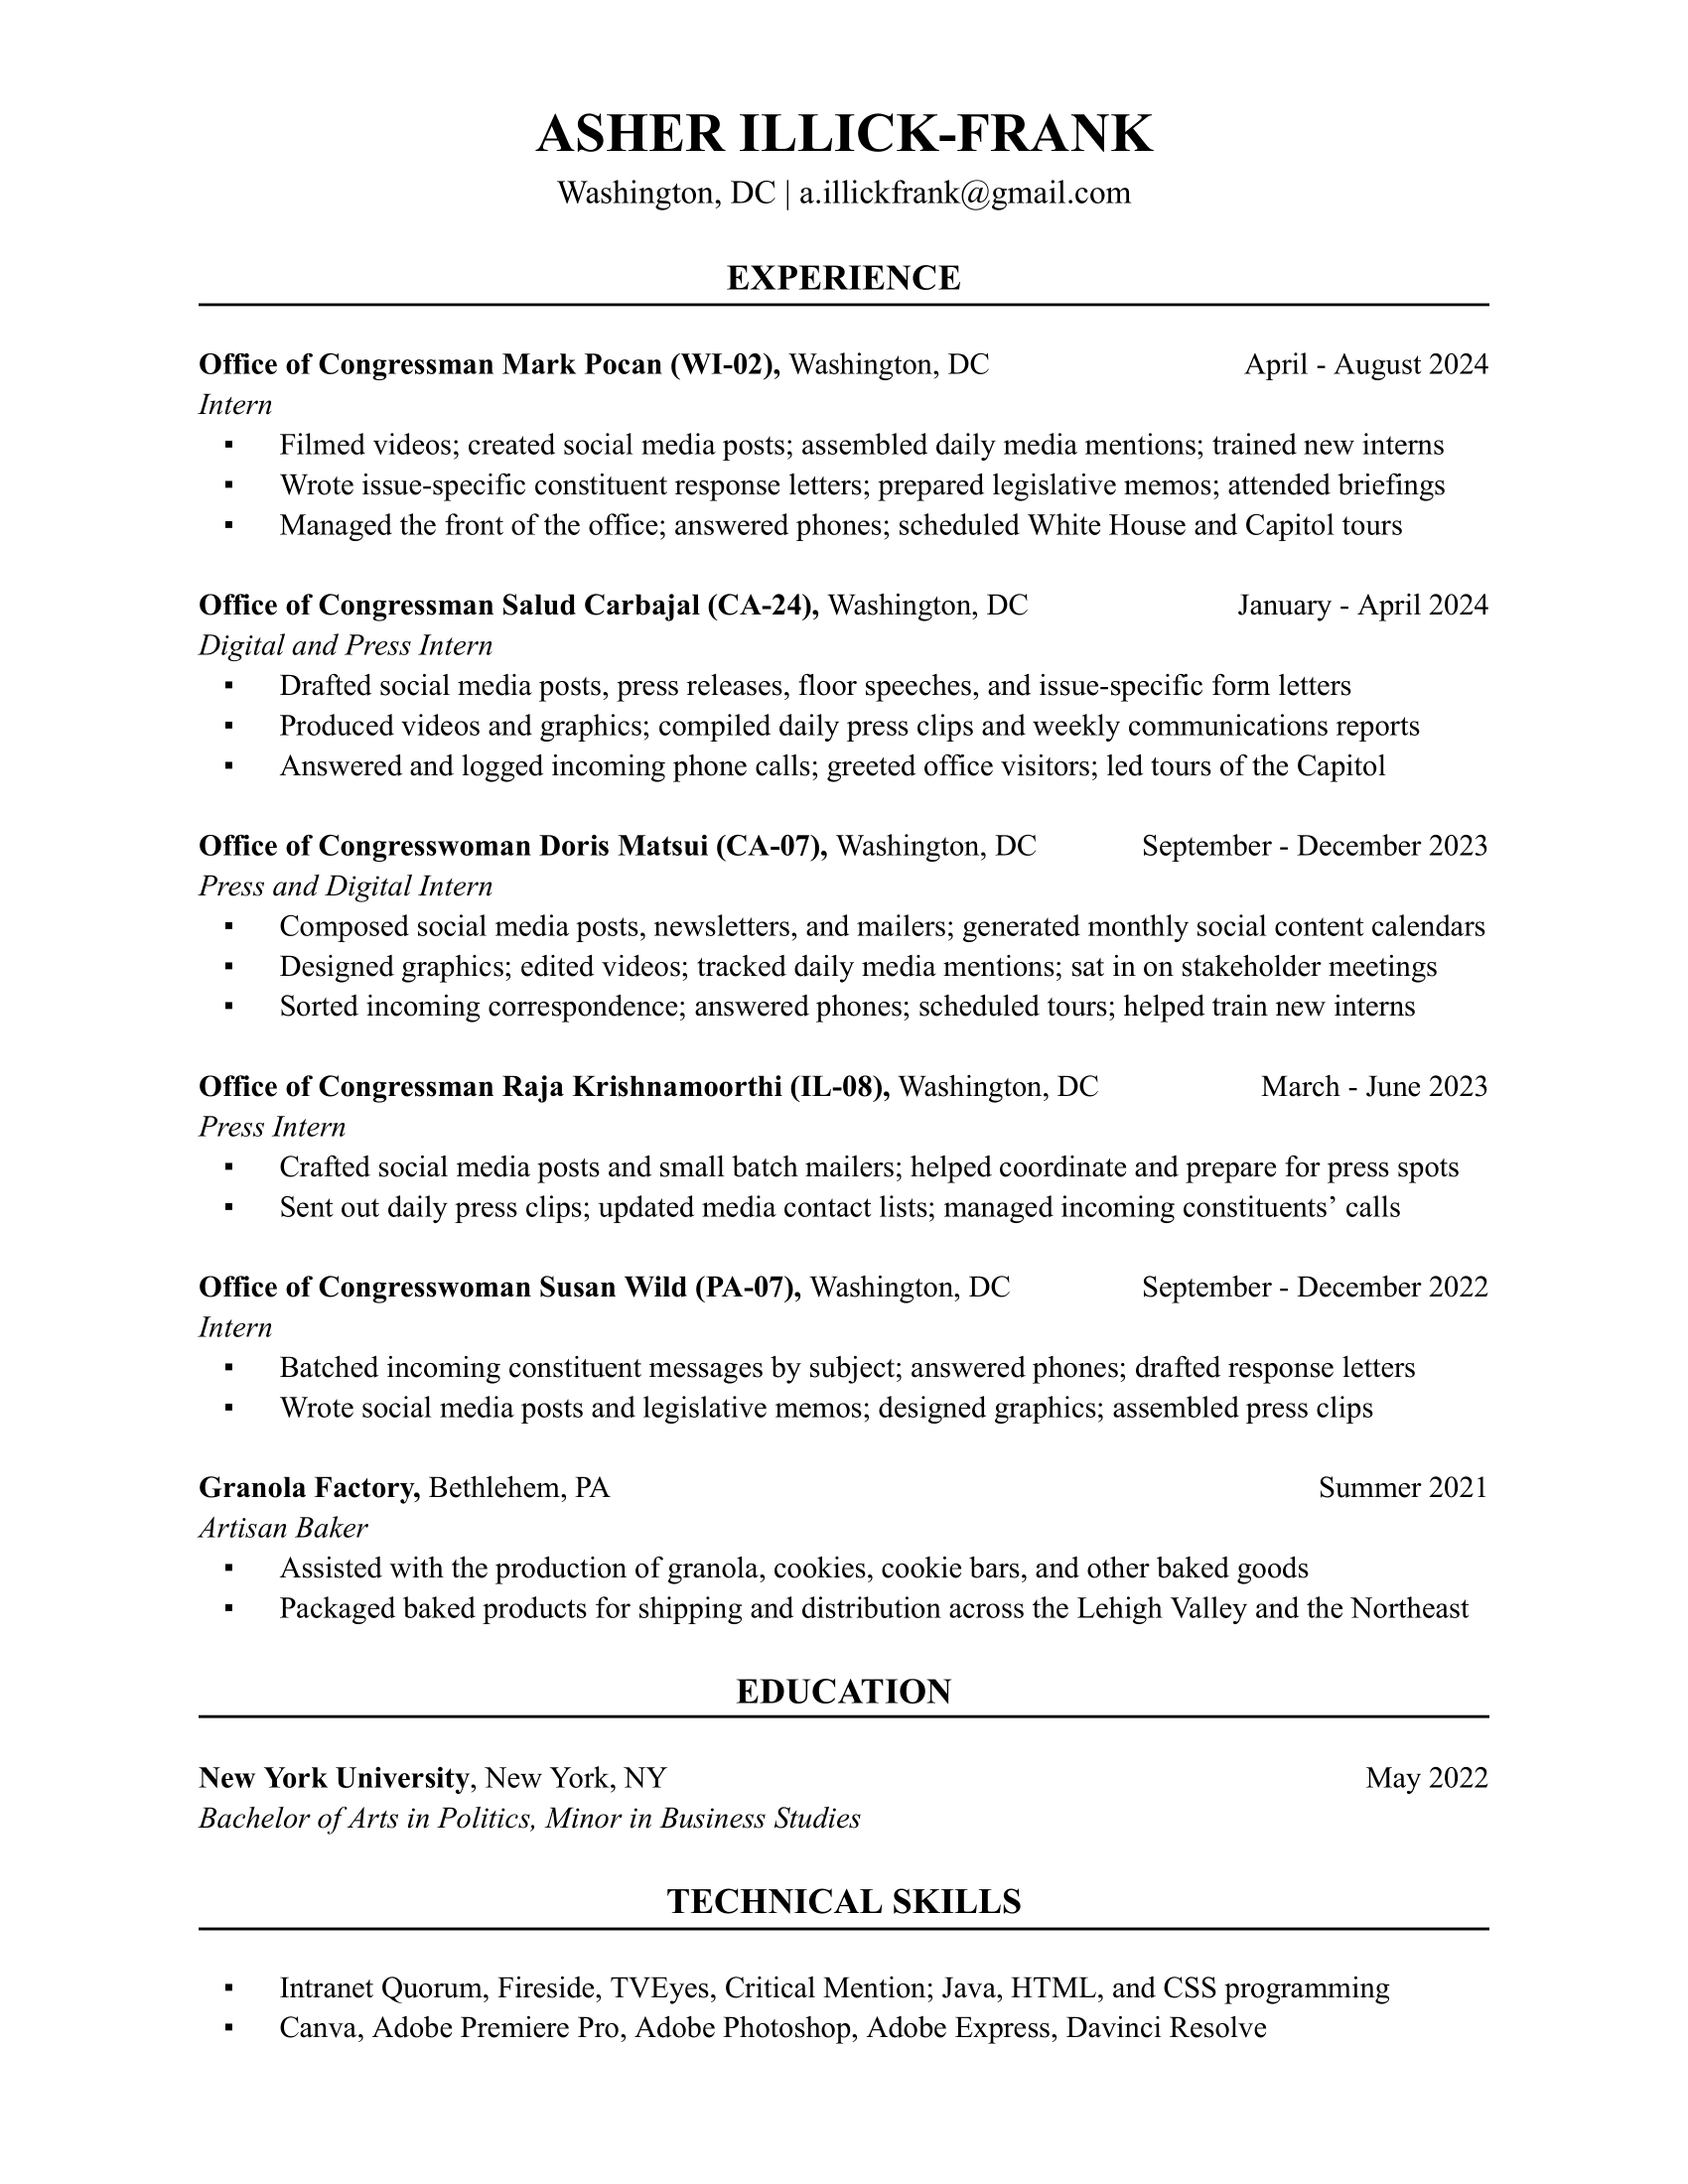 ASHER ILLICK-FRANK
Washington, DC | a.illickfrank@gmail.com
EXPERIENCE
Office of Congressman Mark Pocan (WI-02), Washington, DC April - August 2024
Intern
▪ Filmed videos; created social media posts; assembled daily media mentions; trained new interns
▪ Wrote issue-specific constituent response letters; prepared legislative memos; attended briefings
▪ Managed the front of the office; answered phones; scheduled White House and Capitol tours
Office of Congressman Salud Carbajal (CA-24), Washington, DC January - April 2024
Digital and Press Intern
▪ Drafted social media posts, press releases, floor speeches, and issue-specific form letters
▪ Produced videos and graphics; compiled daily press clips and weekly communications reports
▪ Answered and logged incoming phone calls; greeted office visitors; led tours of the Capitol
Office of Congresswoman Doris Matsui (CA-07), Washington, DC September - December 2023
Press and Digital Intern
▪ Composed social media posts, newsletters, and mailers; generated monthly social content calendars
▪ Designed graphics; edited videos; tracked daily media mentions; sat in on stakeholder meetings
▪ Sorted incoming correspondence; answered phones; scheduled tours; helped train new interns
Office of Congressman Raja Krishnamoorthi (IL-08), Washington, DC March - June 2023
Press Intern
▪ Crafted social media posts and small batch mailers; helped coordinate and prepare for press spots
▪ Sent out daily press clips; updated media contact lists; managed incoming constituents’ calls
Office of Congresswoman Susan Wild (PA-07), Washington, DC September - December 2022
Intern
▪ Batched incoming constituent messages by subject; answered phones; drafted response letters
▪ Wrote social media posts and legislative memos; designed graphics; assembled press clips
Granola Factory, Bethlehem, PA Summer 2021
Artisan Baker
▪ Assisted with the production of granola, cookies, cookie bars, and other baked goods
▪ Packaged baked products for shipping and distribution across the Lehigh Valley and the Northeast
EDUCATION
New York University, New York, NY May 2022
Bachelor of Arts in Politics, Minor in Business Studies
TECHNICAL SKILLS
▪ Intranet Quorum, Fireside, TVEyes, Critical Mention; Java, HTML, and CSS programming
▪ Canva, Adobe Premiere Pro, Adobe Photoshop, Adobe Express, Davinci Resolve